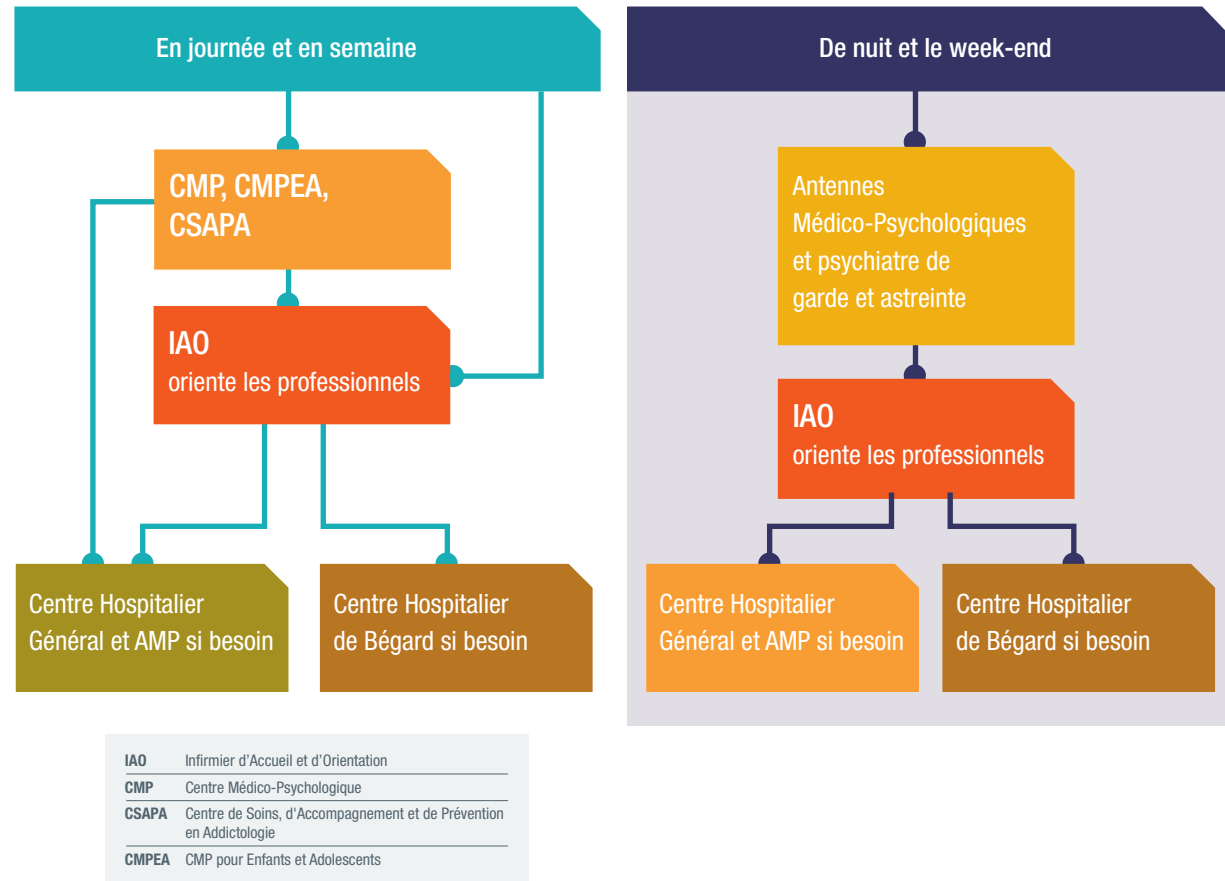 En journée et en semaine
CMP, CMPEA,
CSAPA
IAO
oriente les professionnels
Centre Hospitalier
Général et AMP si besoin
Centre Hospitalier
de Bégard si besoin
De nuit et le week-end
Antennes
Médico-Psychologiques
et psychiatre de
garde et astreinte
IAO
oriente les professionnels
Centre Hospitalier
Général et AMP si besoin
Centre Hospitalier
de Bégard si besoin
IAO Infirmier d'Accueil et d'Orientation
CMP Centre Médico-Psychologique
CSAPA Centre de Soins, d'Accompagnement et de Prévention
en Addictologie
CMPEA CMP pour Enfants et Adolescents